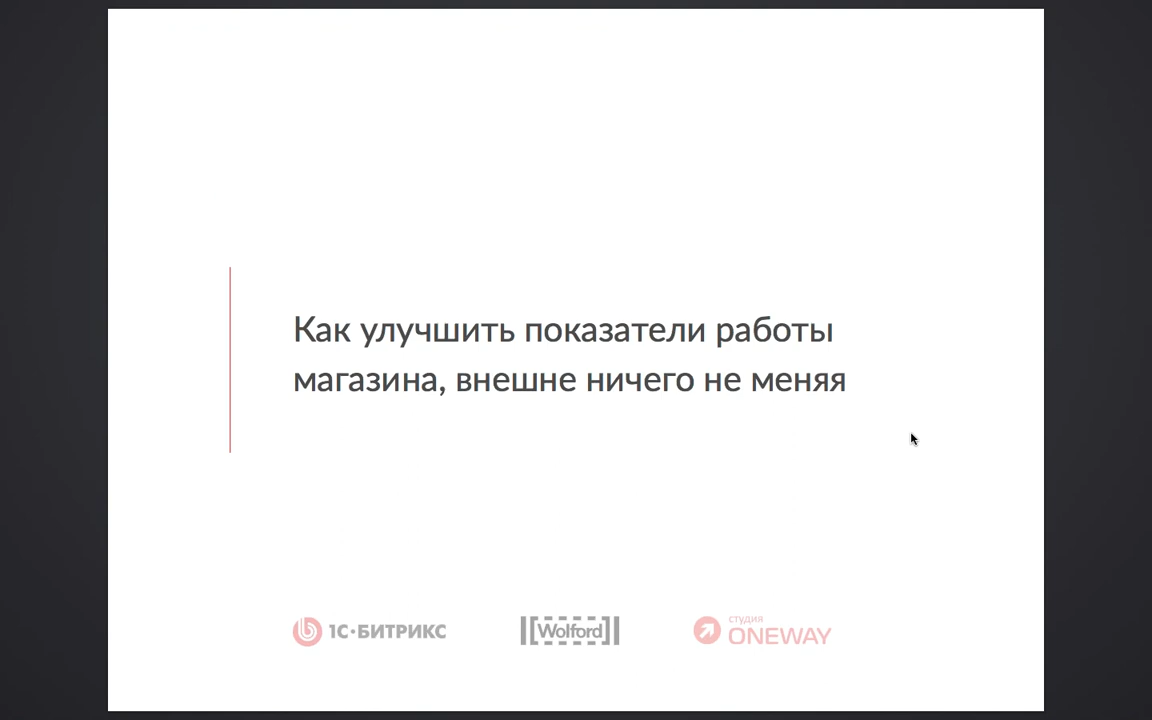 Как улучшить показатели работы
магазина, внешне ничего не меняя
1С·БИТРИКС
Wolford
студия
ONEWAY